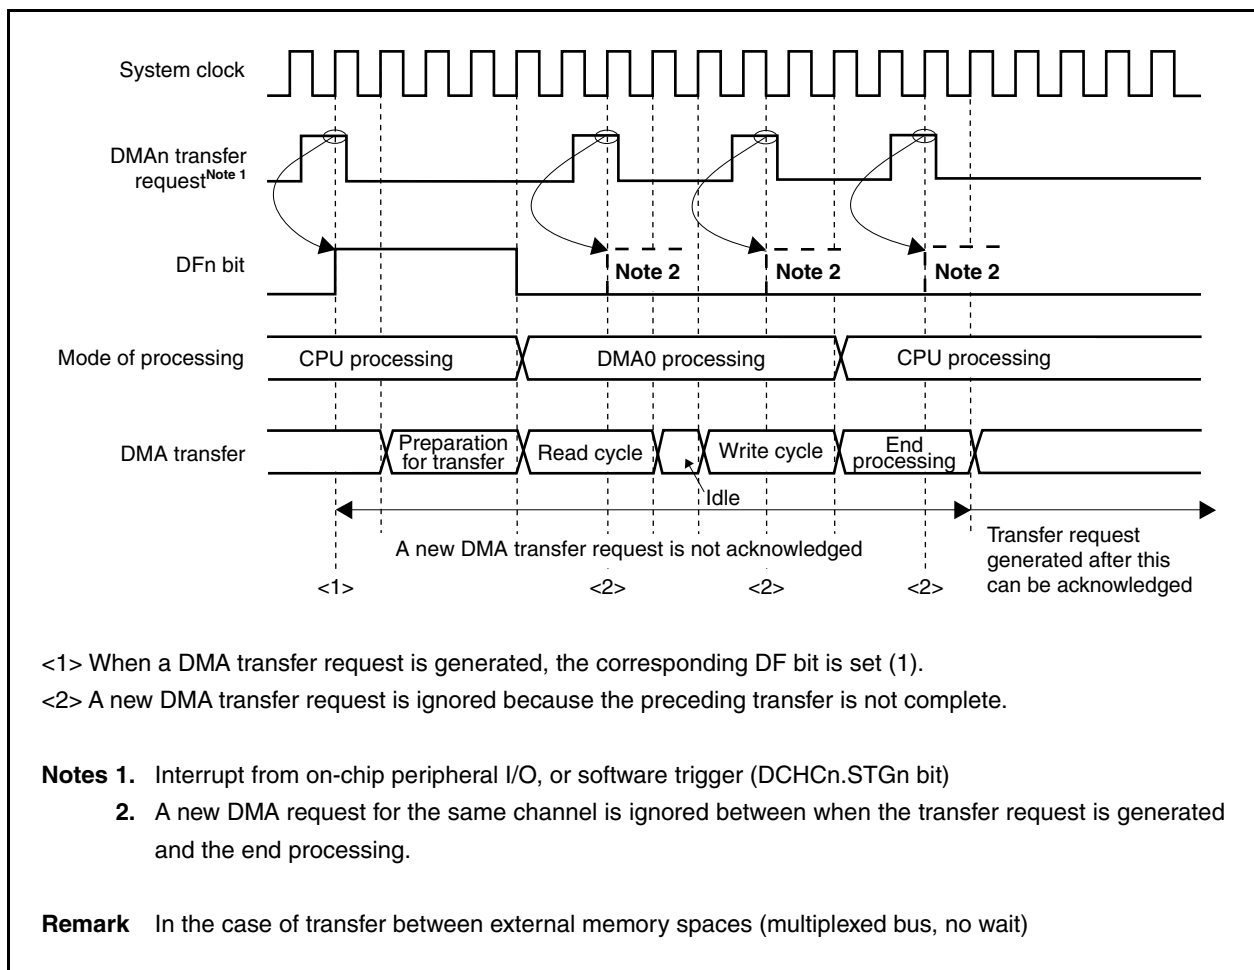 System clock
DMAn transfer
requestNote 1
DFn bit
Note 2
Note 2
Note 2
Mode of processing
CPU processing
DMA0 processing
CPU processing
DMA transfer
Preparation
for transfer
Read cycle
Write cycle
End
processing
Idle
A new DMA transfer request is not acknowledged
Transfer request
generated after this
can be acknowledged
<1>
<2>
<2>
<2>
<1> When a DMA transfer request is generated, the corresponding DF bit is set (1).
<2> A new DMA transfer request is ignored because the preceding transfer is not complete.
Notes 1. Interrupt from on-chip peripheral I/O, or software trigger (DCHCn.STGn bit)
2. A new DMA request for the same channel is ignored between when the transfer request is generated
and the end processing.
Remark In the case of transfer between external memory spaces (multiplexed bus, no wait)